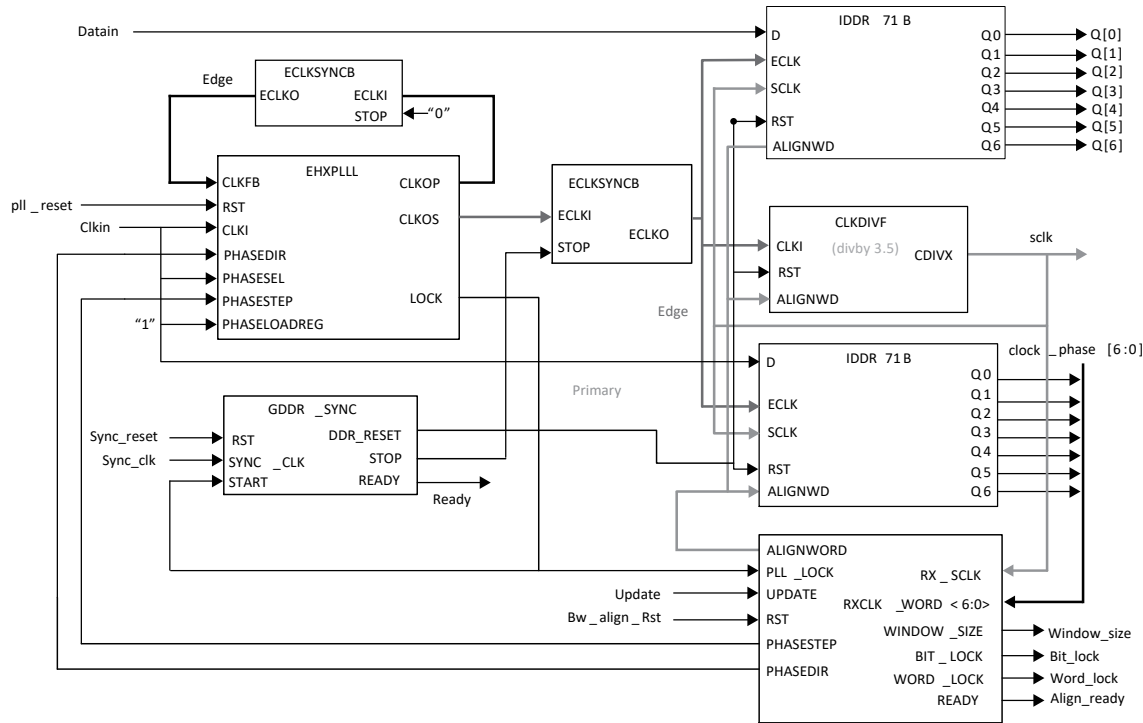 IDDR 71 B
Datain
D
ECLK
SCLK
RST
ALIGNWD
Q0
Q1
Q2
Q3
Q4
Q5
Q6
Q[0]
Q[1]
Q[2]
Q[3]
Q[4]
Q[5]
Q[6]
Edge
ECLKSYNCB
ECLKO
ECLKI
STOP
“0”
EHXPLLL
CLKFB
RST
CLKI
PHASEDIR
PHASESEL
PHASESTEP
PHASELOADREG
CLKOP
CLKOS
LOCK
pll _reset
Clkin
“1”
ECLKSYNCB
ECLKI
STOP
ECLKO
CLKDIVF
(divby 3.5)
CLKI
RST
ALIGNWD
CDIVX
sclk
Edge
Primary
clock _ phase [6:0]
IDDR 71 B
D
ECLK
SCLK
RST
ALIGNWD
Q0
Q1
Q2
Q3
Q4
Q5
Q6
GDDR _SYNC
Sync_reset
Sync_clk
RST
SYNC _CLK
START
DDR_RESET
STOP
READY
Ready
ALIGNWORD
PLL _LOCK
UPDATE
RST
PHASESTEP
PHASEDIR
Update
Bw _ align _ Rst
RX _ SCLK
RXCLK _WORD < 6:0>
WINDOW _SIZE
BIT _ LOCK
WORD _LOCK
READY
Window_size
Bit_lock
Word_lock
Align_ready